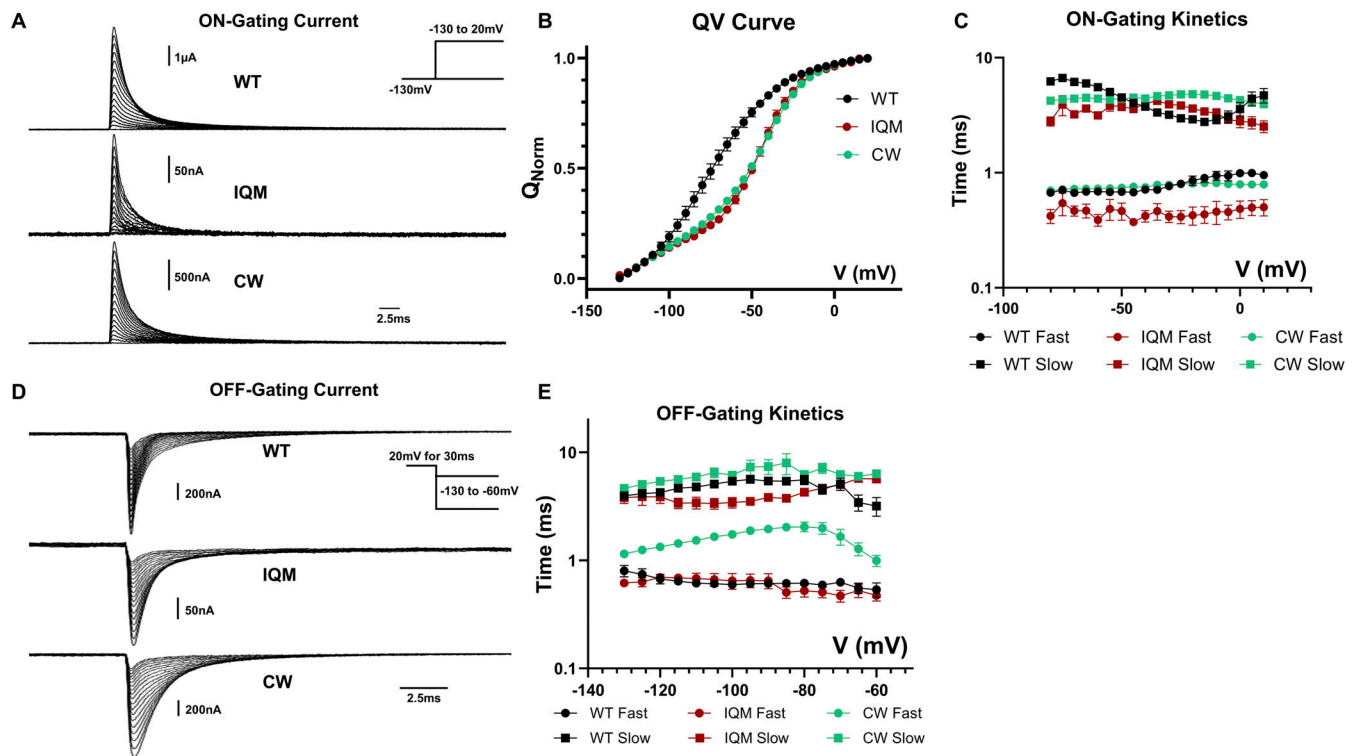 A
ON-Gating Current
-130 to 20mV
-130mV
1µA
WT
50nA
IQM
500nA
CW
2.5ms
B
QV Curve
1.0
0.5
0.0
QNorm
-150
-100
-50
0
50
V (mV)
WT
IQM
CW
C
ON-Gating Kinetics
10
1
0.1
Time (ms)
-100
-50
0
V (mV)
WT Fast
IQM Fast
CW Fast
WT Slow
IQM Slow
CW Slow
D
OFF-Gating Current
WT
20mV for 30ms
-130 to -60mV
200nA
IQM
50nA
CW
200nA
2.5ms
E
OFF-Gating Kinetics
10
1
0.1
Time (ms)
-140
-120
-100
-80
-60
V (mV)
WT Fast
IQM Fast
CW Fast
WT Slow
IQM Slow
CW Slow